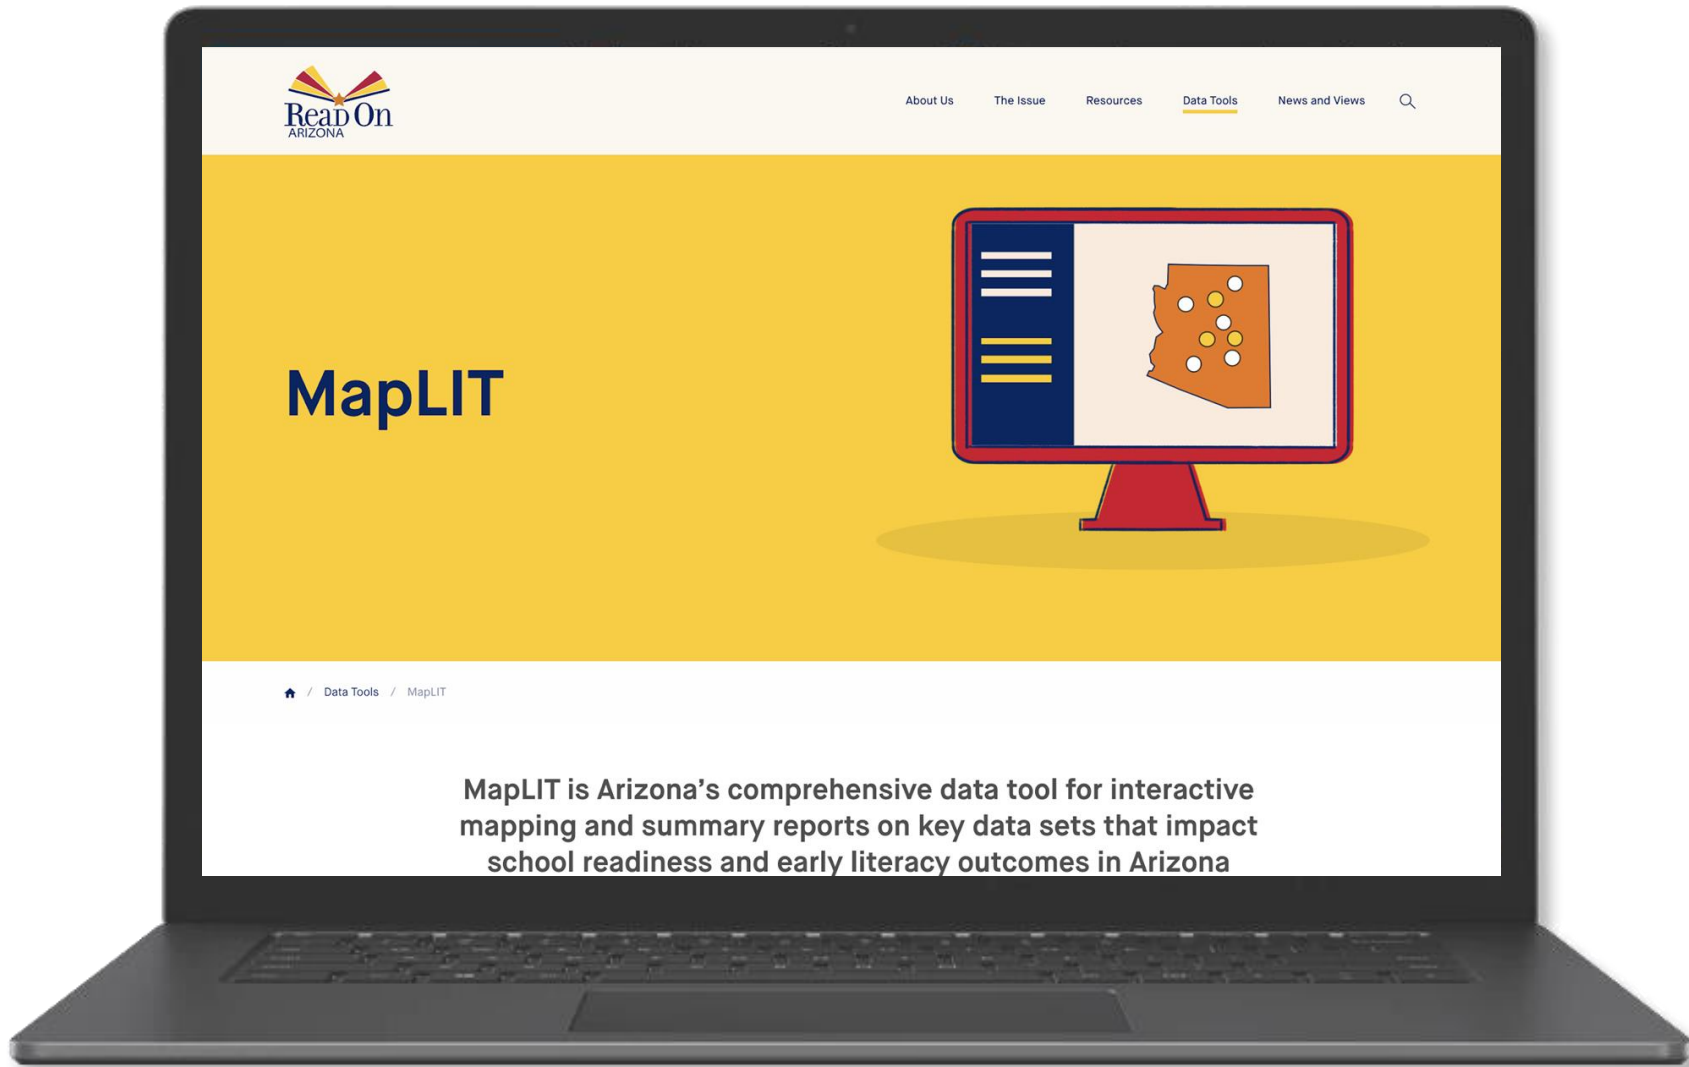 Read On
ARIZONA
About Us
The Issue
Resources
Data Tools
News and Views
MapLIT
/ Data Tools / MapLIT
MapLIT is Arizona’s comprehensive data tool for interactive
mapping and summary reports on key data sets that impact
school readiness and early literacy outcomes in Arizona